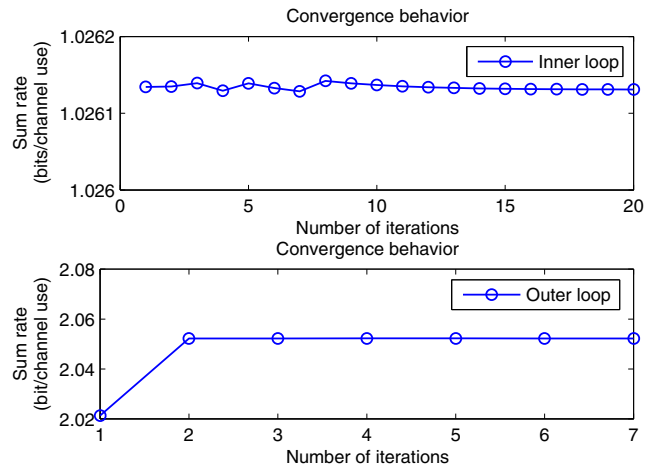 Convergence behavior
Sum rate
(bits/channel use)
1.0262
1.0261
1.026
Inner loop
0
5
10
15
20
Number of iterations
Convergence behavior
Sum rate
(bit/channel use)
2.08
2.06
2.04
2.02
Outer loop
1
2
3
4
5
6
7
Number of iterations